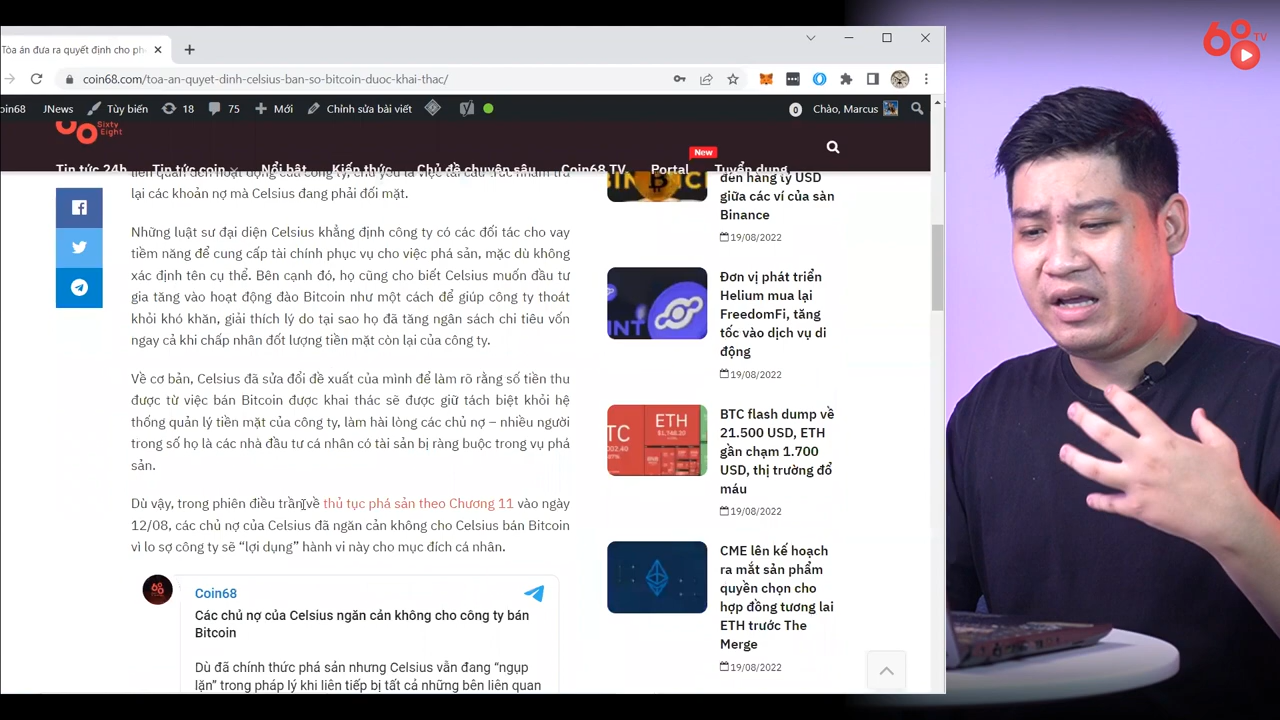 Tòa án đưa ra quyết định cho ph
coin68.com/toa-an-quyet-dinh-celsius-ban-so-bitcoin-duoc-khai-thac/
oin68
JNews
Tùy biến
18
75
Mới
Chỉnh sửa bài viết
0
Chào, Marcus
Sixty
Eight
New
Tin tức 24h
Tin tức coin
Nổi bật
Kiến thức
Chủ đề chuyên sâu
Coin68 TV
Portal
Tuyển dụng
lại các khoản nợ mà Celsius đang phải đối mặt.
Những luật sư đại diện Celsius khẳng định công ty có các đối tác cho vay
tiềm năng để cung cấp tài chính phục vụ cho việc phá sản, mặc dù không
xác định tên cụ thể. Bên cạnh đó, họ cũng cho biết Celsius muốn đầu tư
gia tăng vào hoạt động đào Bitcoin như một cách để giúp công ty thoát
khỏi khó khăn, giải thích lý do tại sao họ đã tăng ngân sách chi tiêu vốn
ngay cả khi chấp nhận đốt lượng tiền mặt còn lại của công ty.
Về cơ bản, Celsius đã sửa đổi đề xuất của mình để làm rõ rằng số tiền thu
được từ việc bán Bitcoin được khai thác sẽ được giữ tách biệt khỏi hệ
thống quản lý tiền mặt của công ty, làm hài lòng các chủ nợ – nhiều người
trong số họ là các nhà đầu tư cá nhân có tài sản bị ràng buộc trong vụ phá
sản.
Dù vậy, trong phiên điều trần về thủ tục phá sản theo Chương 11 vào ngày
12/08, các chủ nợ của Celsius đã ngăn cản không cho Celsius bán Bitcoin
vì lo sợ công ty sẽ “lợi dụng” hành vi này cho mục đích cá nhân.
Coin68
Các chủ nợ của Celsius ngăn cản không cho công ty bán
Bitcoin
Dù đã chính thức phá sản nhưng Celsius vẫn đang “ngụp
lặn” trong pháp lý khi liên tiếp bị tất cả những bên liên quan
đến hàng tỷ USD
giữa các ví của sàn
Binance
19/08/2022
Đơn vị phát triển
Helium mua lại
FreedomFi, tăng
tốc vào dịch vụ di
động
19/08/2022
TC
ETH
BTC flash dump về
21.500 USD, ETH
gần chạm 1.700
USD, thị trường đổ
máu
19/08/2022
CME lên kế hoạch
ra mắt sản phẩm
quyền chọn cho
hợp đồng tương lai
ETH trước The
Merge
19/08/2022
68
TV